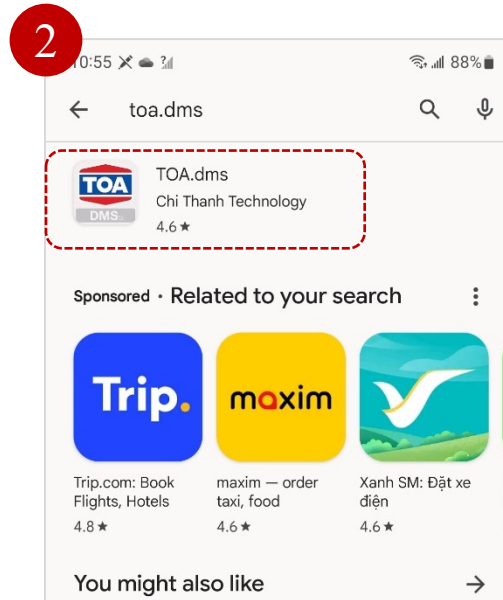 2
10:55 88%
toa.dms
TOA
DMS
TOA.dms
Chi Thanh Technology
4.6 ★
Sponsored · Related to your search
Trip.
maxim
Trip.com: Book
Flights, Hotels
4.8 ★
maxim — order
taxi, food
4.6 ★
Xanh SM: Đặt xe
điện
4.6 ★
You might also like